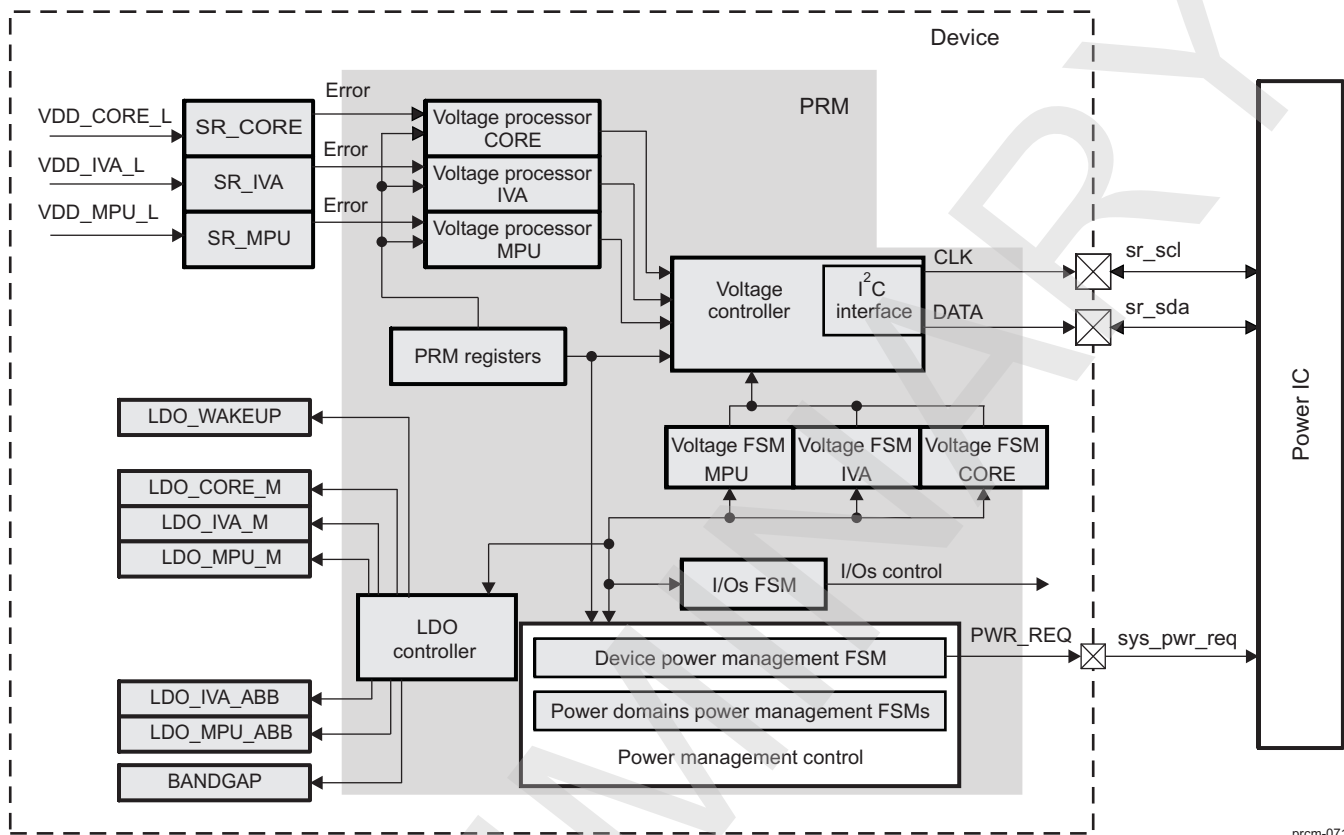 Device
PRM
VDD_CORE_L
VDD_IVA_L
VDD_MPU_L
SR_CORE
SR_IVA
SR_MPU
Error
Error
Error
Voltage processor
CORE
Voltage processor
IVA
Voltage processor
MPU
Voltage
controller
I2C
interface
CLK
DATA
sr_scl
sr_sda
Power IC
PRM registers
LDO_WAKEUP
LDO_CORE_M
LDO_IVA_M
LDO_MPU_M
Voltage FSM
MPU
Voltage FSM
IVA
Voltage FSM
CORE
I/Os FSM
I/Os control
LDO
controller
Device power management FSM
Power domains power management FSMs
Power management control
PWR_REQ
sys_pwr_req
LDO_IVA_ABB
LDO_MPU_ABB
BANDGAP